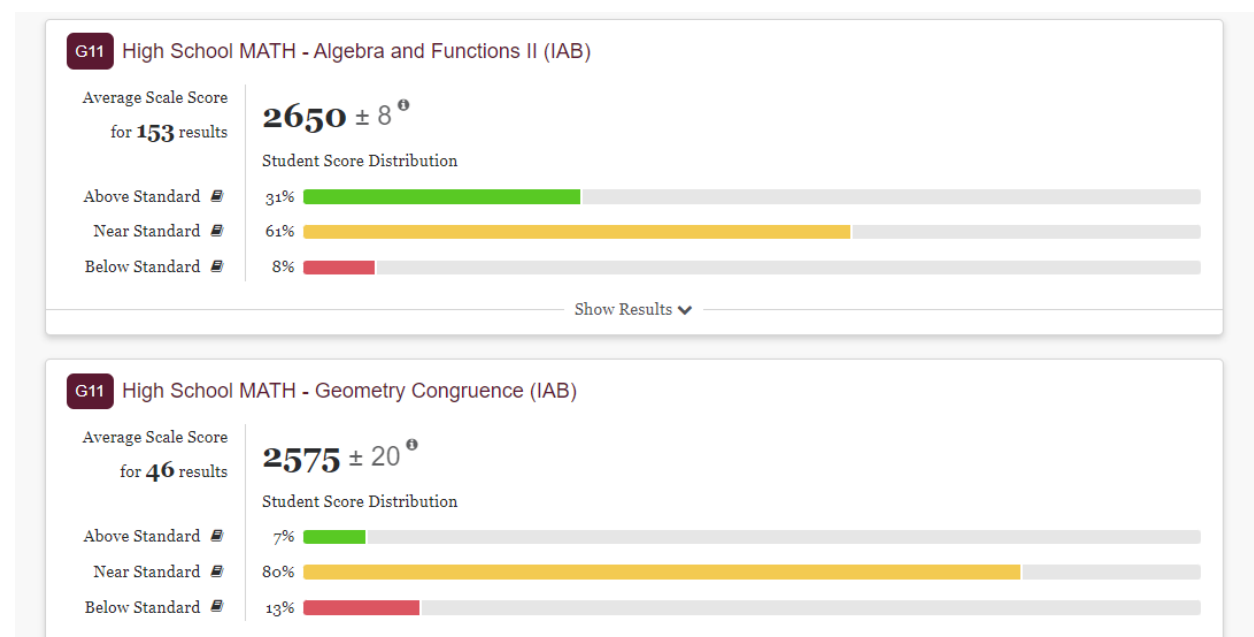 G11 High School MATH - Algebra and Functions II (IAB)
Average Scale Score
for 153 results
2650 ± 8
Student Score Distribution
Above Standard 31%
Near Standard 61%
Below Standard 8%
Show Results
G11 High School MATH - Geometry Congruence (IAB)
Average Scale Score
for 46 results
2575 ± 20
Student Score Distribution
Above Standard 7%
Near Standard 80%
Below Standard 13%